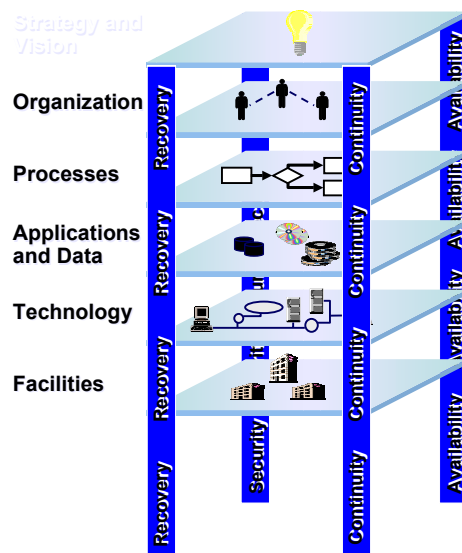 Strategy and
Vision
Organization
Processes
Applications
and Data
Technology
Facilities
Recovery
Recovery
Recovery
Recovery
Security
Continuity
Continuity
Continuity
Continuity
Availability
Availability
Availability
Availability